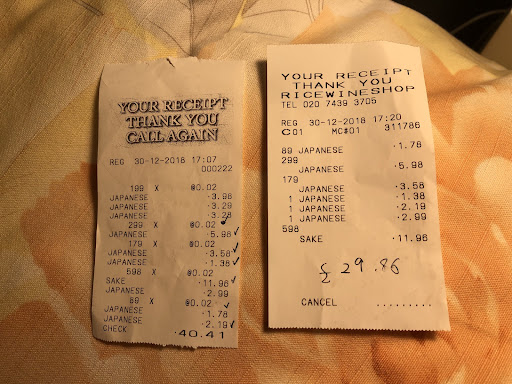 YOUR RECEIPT
THANK YOU
CALL AGAIN
REG 30-12-2018 17:07
000222
199 X @0.02
JAPANESE ·3.98
JAPANESE ·3.29
JAPANESE ·3.28
299 X @0.02
JAPANESE ·5.98
179 X @0.02
JAPANESE ·3.58
JAPANESE ·1.38
598 X @0.02
SAKE ·11.96
JAPANESE ·2.99
89 X @0.02
JAPANESE ·1.78
JAPANESE ·2.19
CHECK ·40.41
YOUR RECEIPT
THANK YOU
RICEWINESHOP
TEL 020 7439 3705
REG 30-12-2018 17:20
C01 MC#01 311786
89 JAPANESE ·1.78
299
JAPANESE ·5.98
179
JAPANESE ·3.58
1 JAPANESE ·1.38
1 JAPANESE ·2.19
1 JAPANESE ·2.99
598
SAKE ·11.96
£ 29.86
CANCEL .........